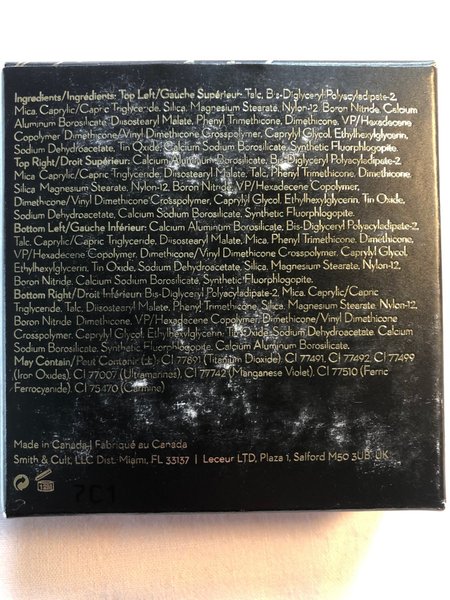 Ingredients/Ingrédients: Top Left/Gauche Supérieur: Talc, Bis-Diglyceryl Polyacyladipate-2,
Mica, Caprylic/Capric Triglyceride, Silica, Magnesium Stearate, Nylon-12, Boron Nitride, Calcium
Aluminum Borosilicate, Diisostearyl Malate, Phenyl Trimethicone, Dimethicone, VP/Hexadecene
Copolymer, Dimethicone/Vinyl Dimethicone Crosspolymer, Caprylyl Glycol, Ethylhexylglycerin,
Sodium Dehydroacetate, Tin Oxide, Calcium Sodium Borosilicate, Synthetic Fluorphlogopite.
Top Right/Droit Supérieur: Calcium Aluminum Borosilicate, Bis-Diglyceryl Polyacyladipate-2,
Mica, Caprylic/Capric Triglyceride, Diisostearyl Malate, Talc, Phenyl Trimethicone, Dimethicone,
Silica, Magnesium Stearate, Nylon-12, Boron Nitride, VP/Hexadecene Copolymer,
Dimethicone/Vinyl Dimethicone Crosspolymer, Caprylyl Glycol, Ethylhexylglycerin, Tin Oxide,
Sodium Dehydroacetate, Calcium Sodium Borosilicate, Synthetic Fluorphlogopite.
Bottom Left/Gauche Inférieur: Calcium Aluminum Borosilicate, Bis-Diglyceryl Polyacyladipate-2,
Talc, Caprylic/Capric Triglyceride, Diisostearyl Malate, Mica, Phenyl Trimethicone, Dimethicone,
VP/Hexadecene Copolymer, Dimethicone/Vinyl Dimethicone Crosspolymer, Caprylyl Glycol,
Ethylhexylglycerin, Tin Oxide, Sodium Dehydroacetate, Silica, Magnesium Stearate, Nylon-12,
Boron Nitride, Calcium Sodium Borosilicate, Synthetic Fluorphlogopite.
Bottom Right/Droit Inférieur: Bis-Diglyceryl Polyacyladipate-2, Mica, Caprylic/Capric
Triglyceride, Talc, Diisostearyl Malate, Phenyl Trimethicone, Silica, Magnesium Stearate, Nylon-12,
Boron Nitride, Dimethicone, VP/Hexadecene Copolymer, Dimethicone/Vinyl Dimethicone
Crosspolymer, Caprylyl Glycol, Ethylhexylglycerin, Tin Oxide, Sodium Dehydroacetate, Calcium
Sodium Borosilicate, Synthetic Fluorphlogopite, Calcium Aluminum Borosilicate.
May Contain/Peut Contenir (+/-): CI 77891 (Titanium Dioxide), CI 77491, CI 77492, CI 77499
(Iron Oxides), CI 77007 (Ultramarines), CI 77742 (Manganese Violet), CI 77510 (Ferric
Ferrocyanide), CI 75470 (Carmine)
Made in Canada | Fabriqué au Canada
Smith & Cult, LLC Dist. Miami, FL 33137 | Leceur LTD, Plaza 1, Salford M50 3UB UK
12M 7C1